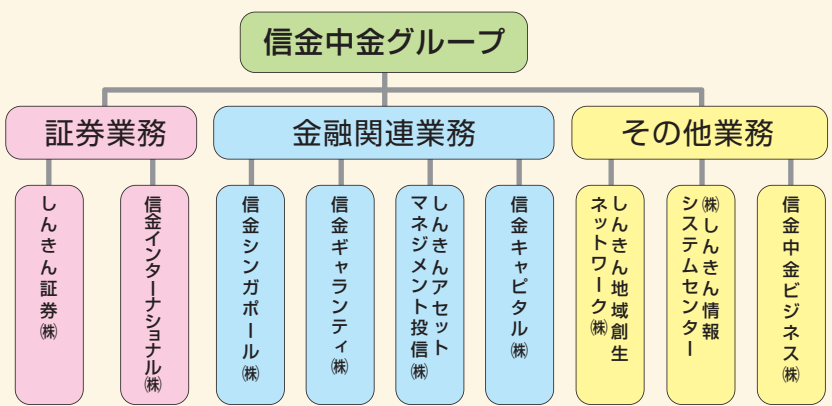 信金中金グループ
証券業務
金融関連業務
その他業務
しんきん証券㈱
信金インターナショナル㈱
信金シンガポール㈱
信金ギャランティ㈱
しんきんアセット
マネジメント投信㈱
信金キャピタル㈱
しんきん地域創生
ネットワーク㈱
㈱しんきん情報
システムセンター
信金中金ビジネス㈱